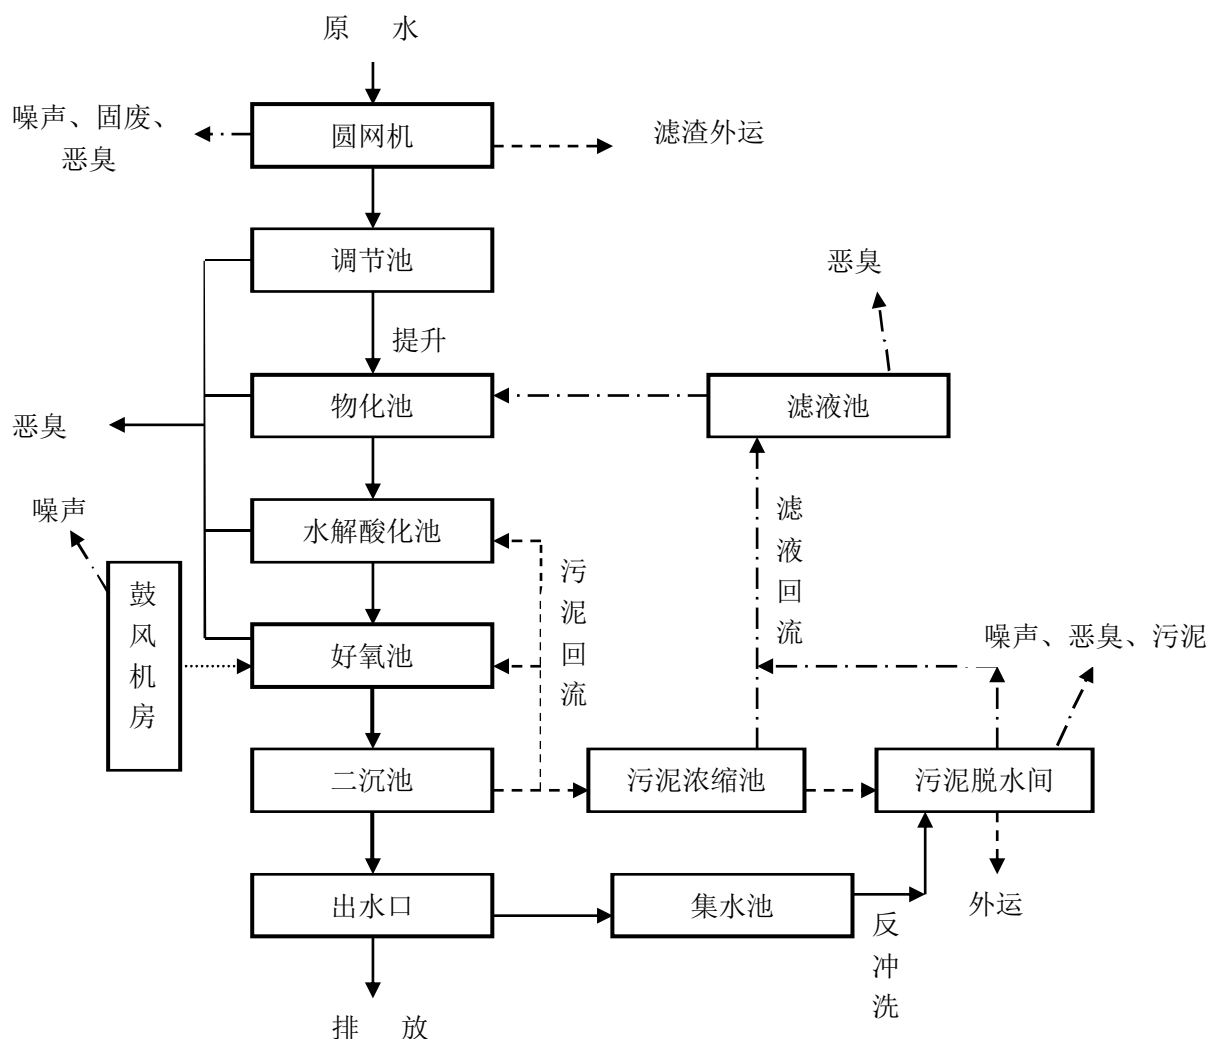 原 水
噪声、固废、
恶臭
圆网机
滤渣外运
调节池
恶臭
提升
物化池
滤液池
恶臭
噪声
水解酸化池
滤液回流
污泥回流
鼓风机房
好氧池
噪声、恶臭、污泥
二沉池
污泥浓缩池
污泥脱水间
出水口
集水池
外运
反冲洗
排 放